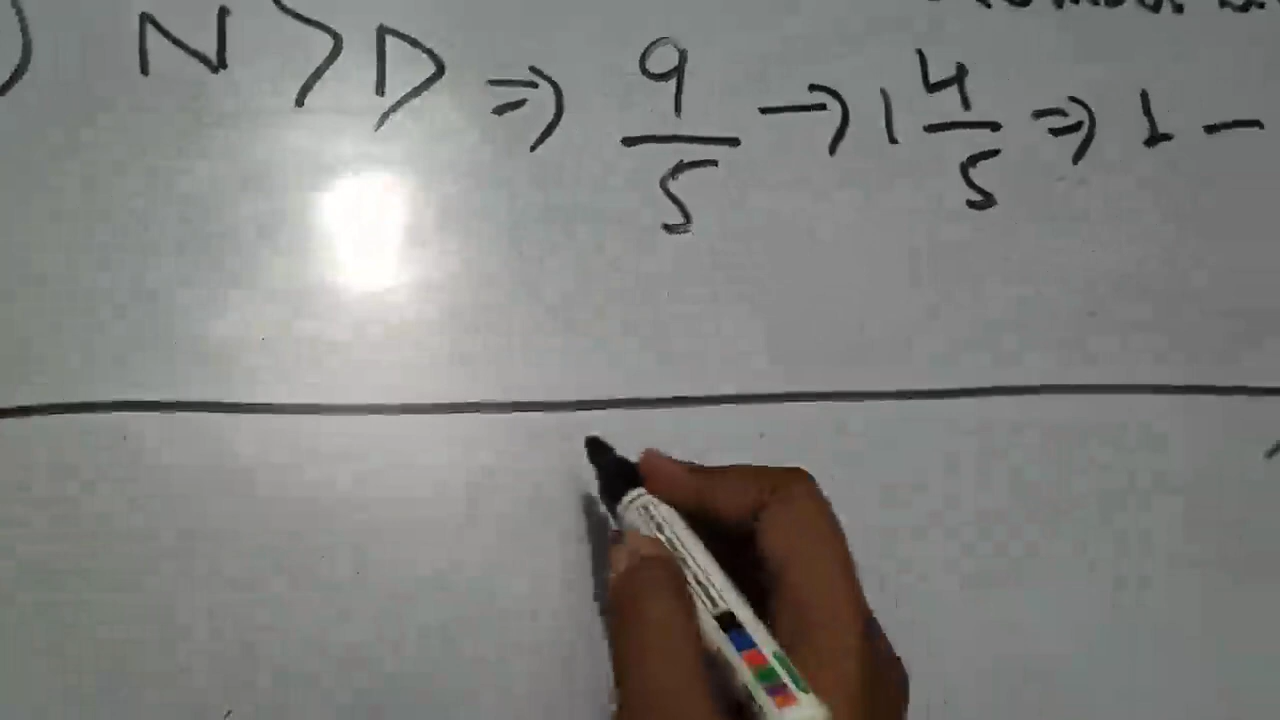 ) N > D ⇒ 9/5 → 1 4/5 ⇒ 1 -